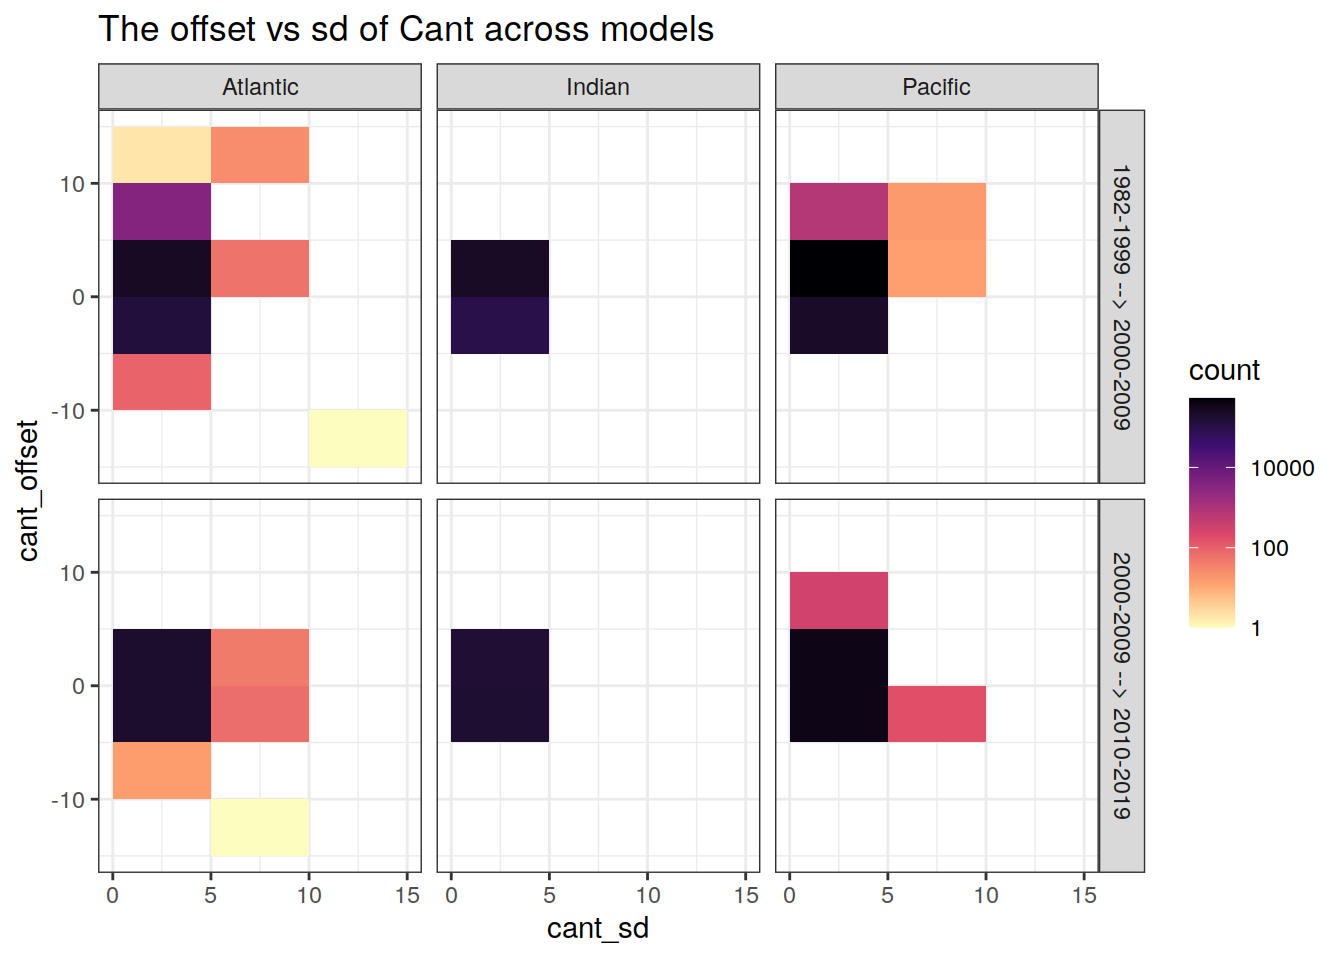 The offset vs sd of Cant across models
Atlantic
Indian
Pacific
1982-1999 --> 2000-2009
2000-2009 --> 2010-2019
10
0
-10
10
0
-10
cant_offset
0 5 10 15
0 5 10 15
0 5 10 15
cant_sd
count
10000
100
1